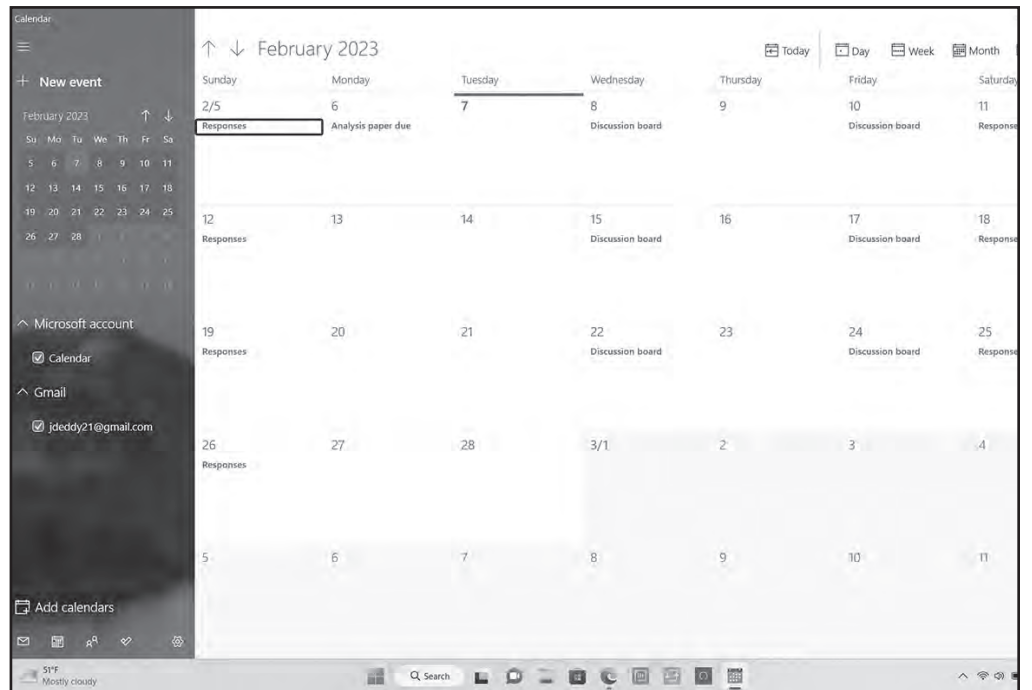 Calendar
↑ ↓ February 2023 Today Day Week Month
+ New event
February 2023 ↑ ↓
Su Mo Tu We Th Fr Sa
5 6 7 8 9 10 11
12 13 14 15 16 17 18
19 20 21 22 23 24 25
26 27 28
Microsoft account
Calendar
Gmail
jdeddy21@gmail.com
Add calendars
Sunday Monday Tuesday Wednesday Thursday Friday Saturday
2/5 6 7 8 9 10 11
Responses Analysis paper due Discussion board Discussion board Response
12 13 14 15 16 17 18
Responses Discussion board Discussion board Response
19 20 21 22 23 24 25
Responses Discussion board Discussion board Response
26 27 28 3/1 2 3 4
Responses
5 6 7 8 9 10 11
51°F
Mostly cloudy
Search